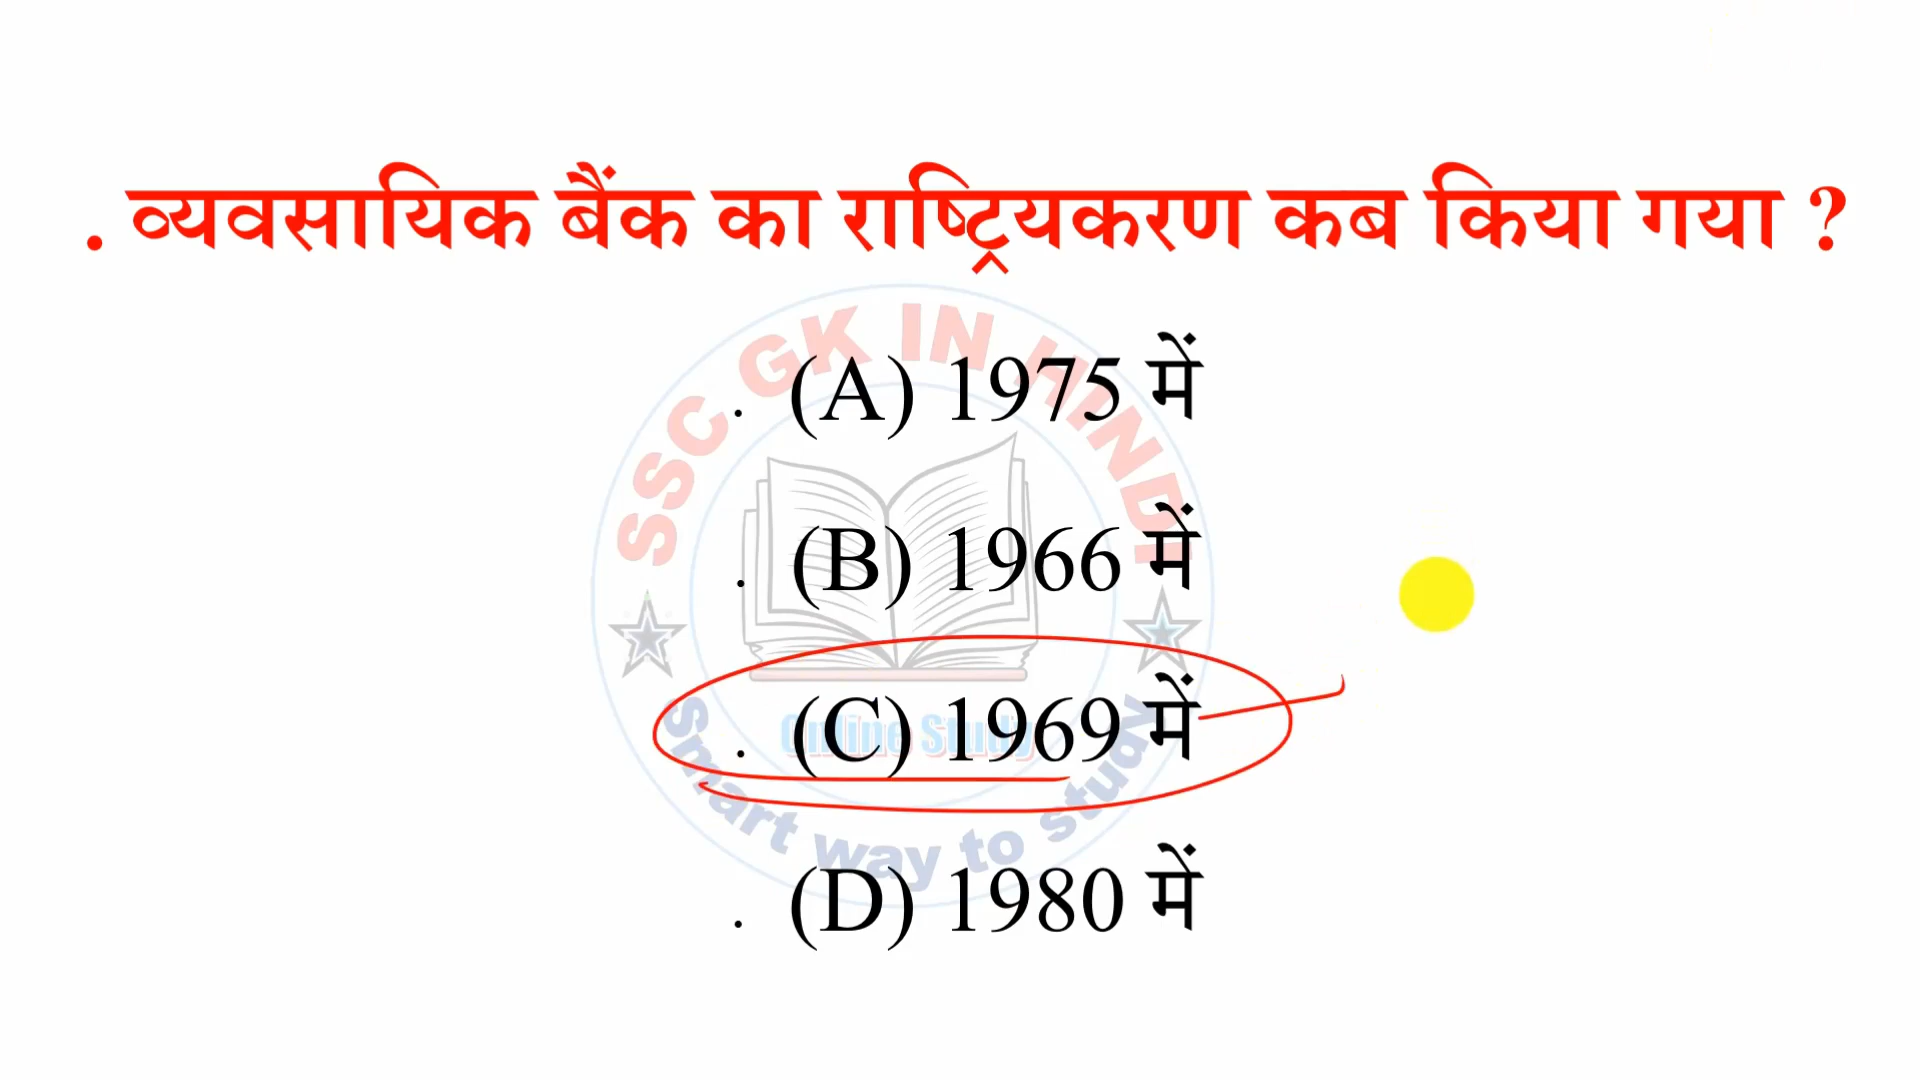 . व्यवसायिक बैंक का राष्ट्रियकरण कब किया गया ?
SSC GK IN HINDI
. (A) 1975 में
. (B) 1966 में
. (C) 1969 में
Online Study
. (D) 1980 में
Smart way to study